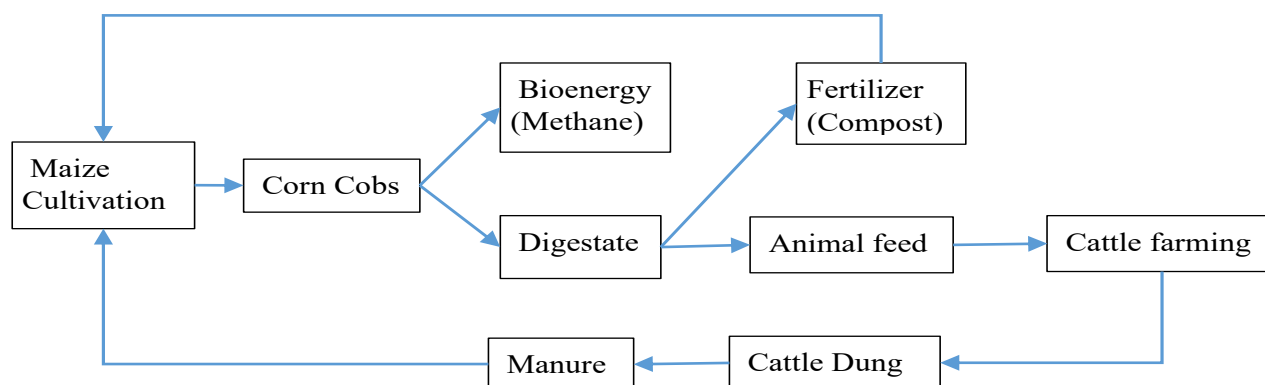 Bioenergy
(Methane)
Fertilizer
(Compost)
Maize
Cultivation
Corn Cobs
Digestate
Animal feed
Cattle farming
Manure
Cattle Dung